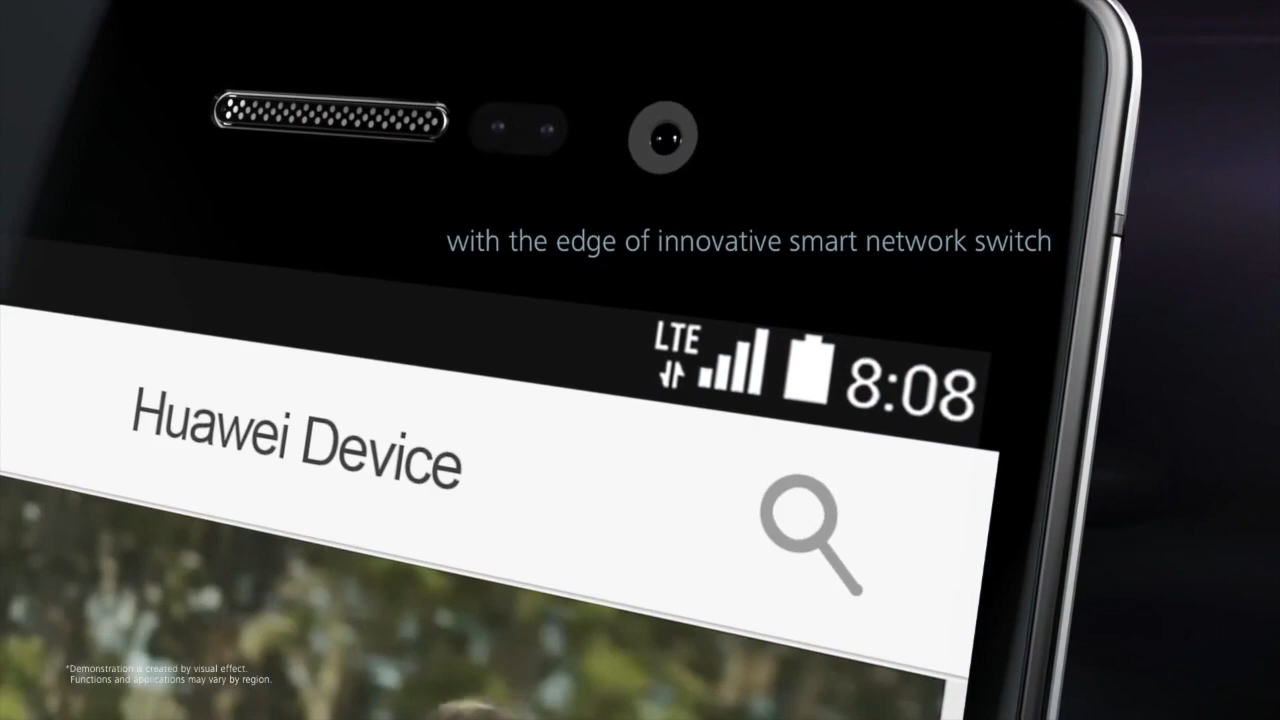 with the edge of innovative smart network switch
LTE
8:08
Huawei Device
*Demonstration is created by visual effect.
Functions and applications may vary by region.